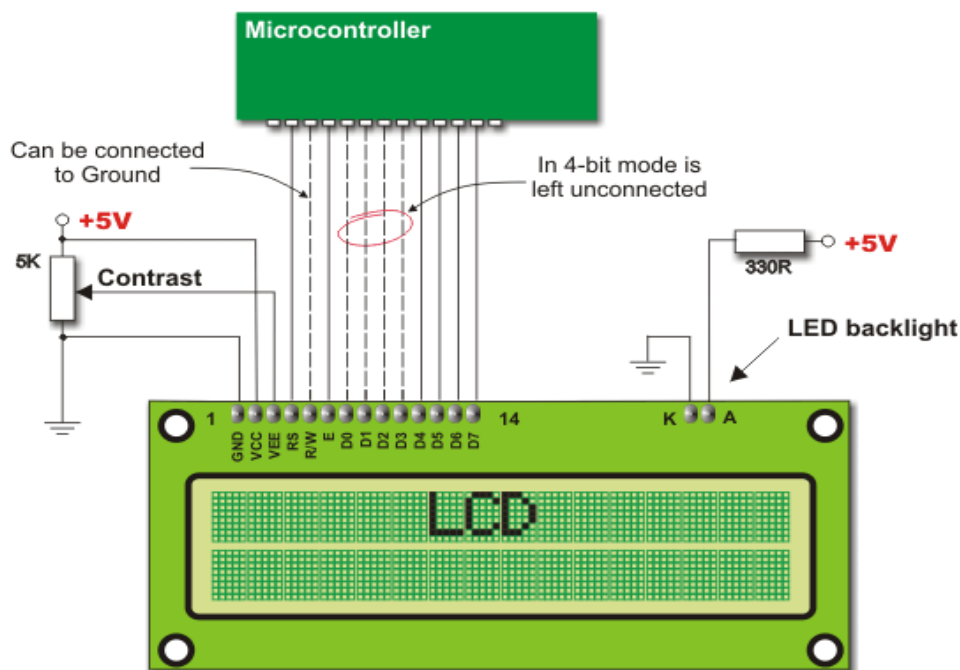 Microcontroller
Can be connected
to Ground
In 4-bit mode is
left unconnected
+5V
5K
Contrast
+5V
330R
LED backlight
1
14
K
A
GND
VCC
VEE
RS
R/W
E
D0
D1
D2
D3
D4
D5
D6
D7
LCD